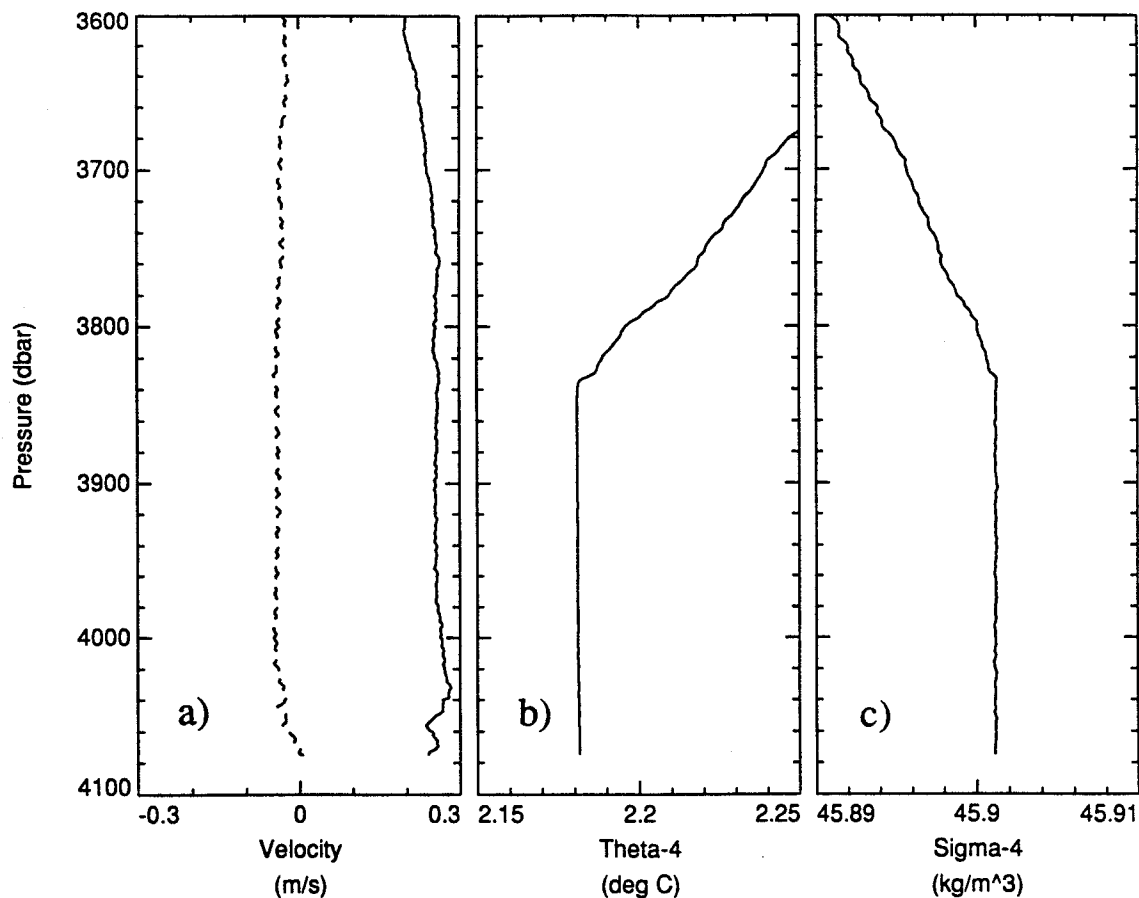 3600
3700
3800
3900
4000
4100
Pressure (dbar)
a)
b)
c)
-0.3
0
0.3
2.15
2.2
2.25
45.89
45.9
45.91
Velocity
(m/s)
Theta-4
(deg C)
Sigma-4
(kg/m^3)